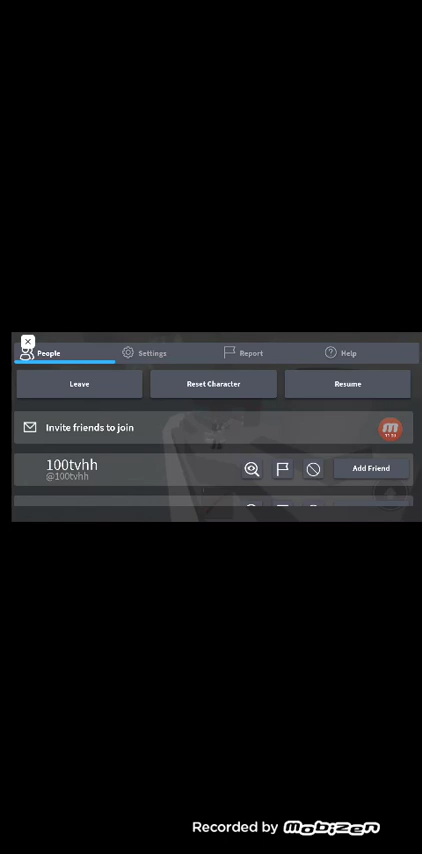 People Settings Report Help
Leave Reset Character Resume
Invite friends to join
100tvhh
@100tvhh
Add Friend
Recorded by Mobizen